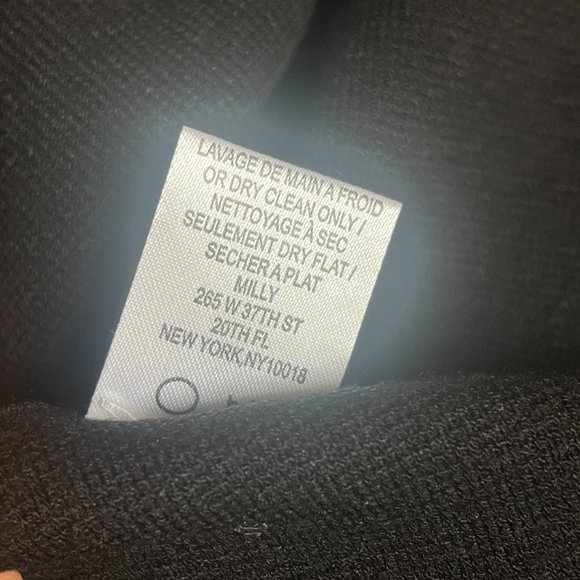 LAVAGE DE MAIN A FROID
OR DRY CLEAN ONLY /
NETTOYAGE À SEC
SEULEMENT DRY FLAT /
SECHER A PLAT
MILLY
265 W 37TH ST
20TH FL
NEW YORK,NY10018